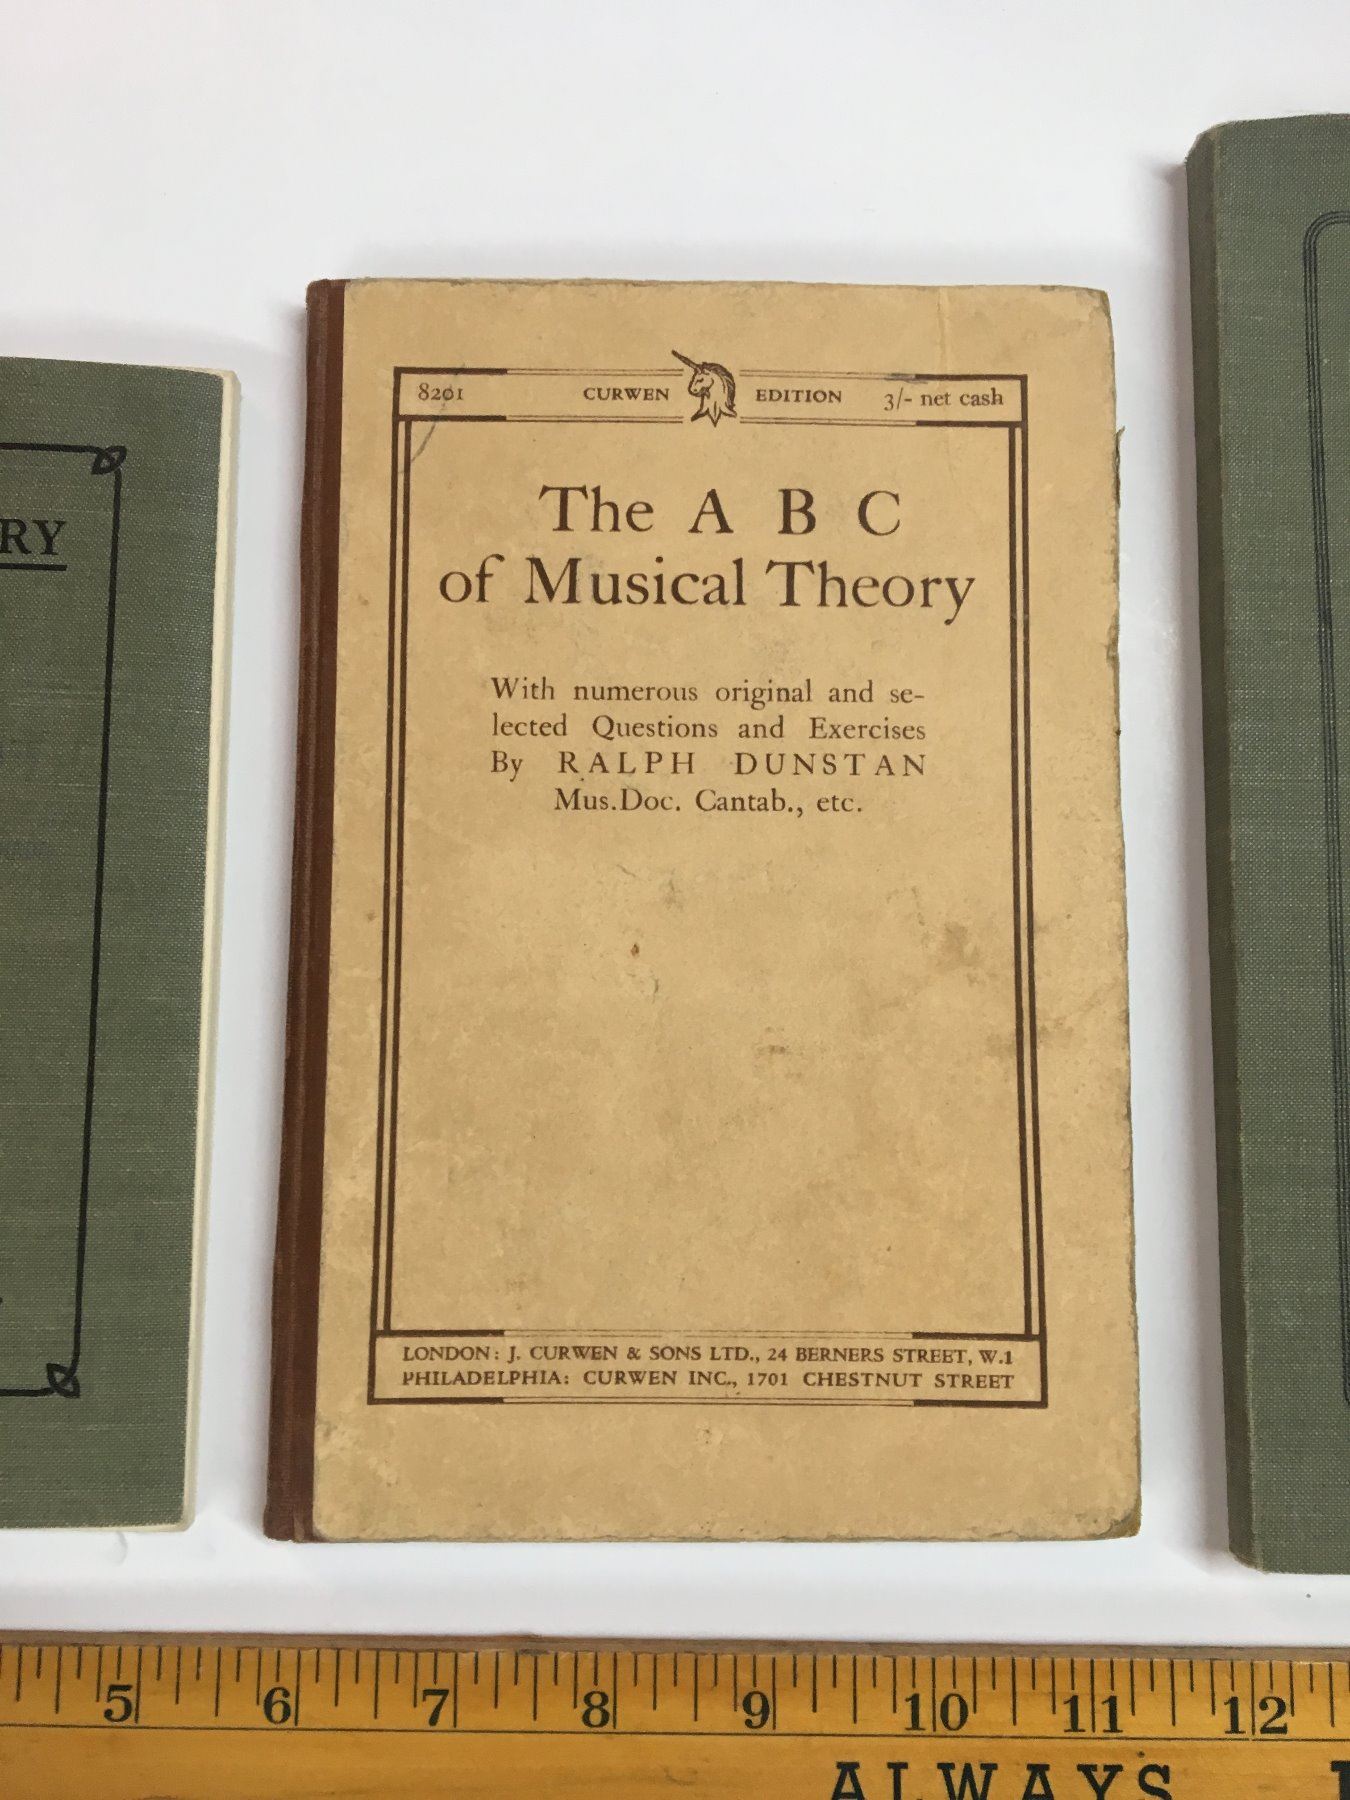 8201 CURWEN EDITION 3/- net cash
The A B C
of Musical Theory
With numerous original and se-
lected Questions and Exercises
By RALPH DUNSTAN
Mus.Doc. Cantab., etc.
LONDON: J. CURWEN & SONS LTD., 24 BERNERS STREET, W.1
PHILADELPHIA: CURWEN INC., 1701 CHESTNUT STREET
RY
5 6 7 8 9 10 11 12
ALWAYS